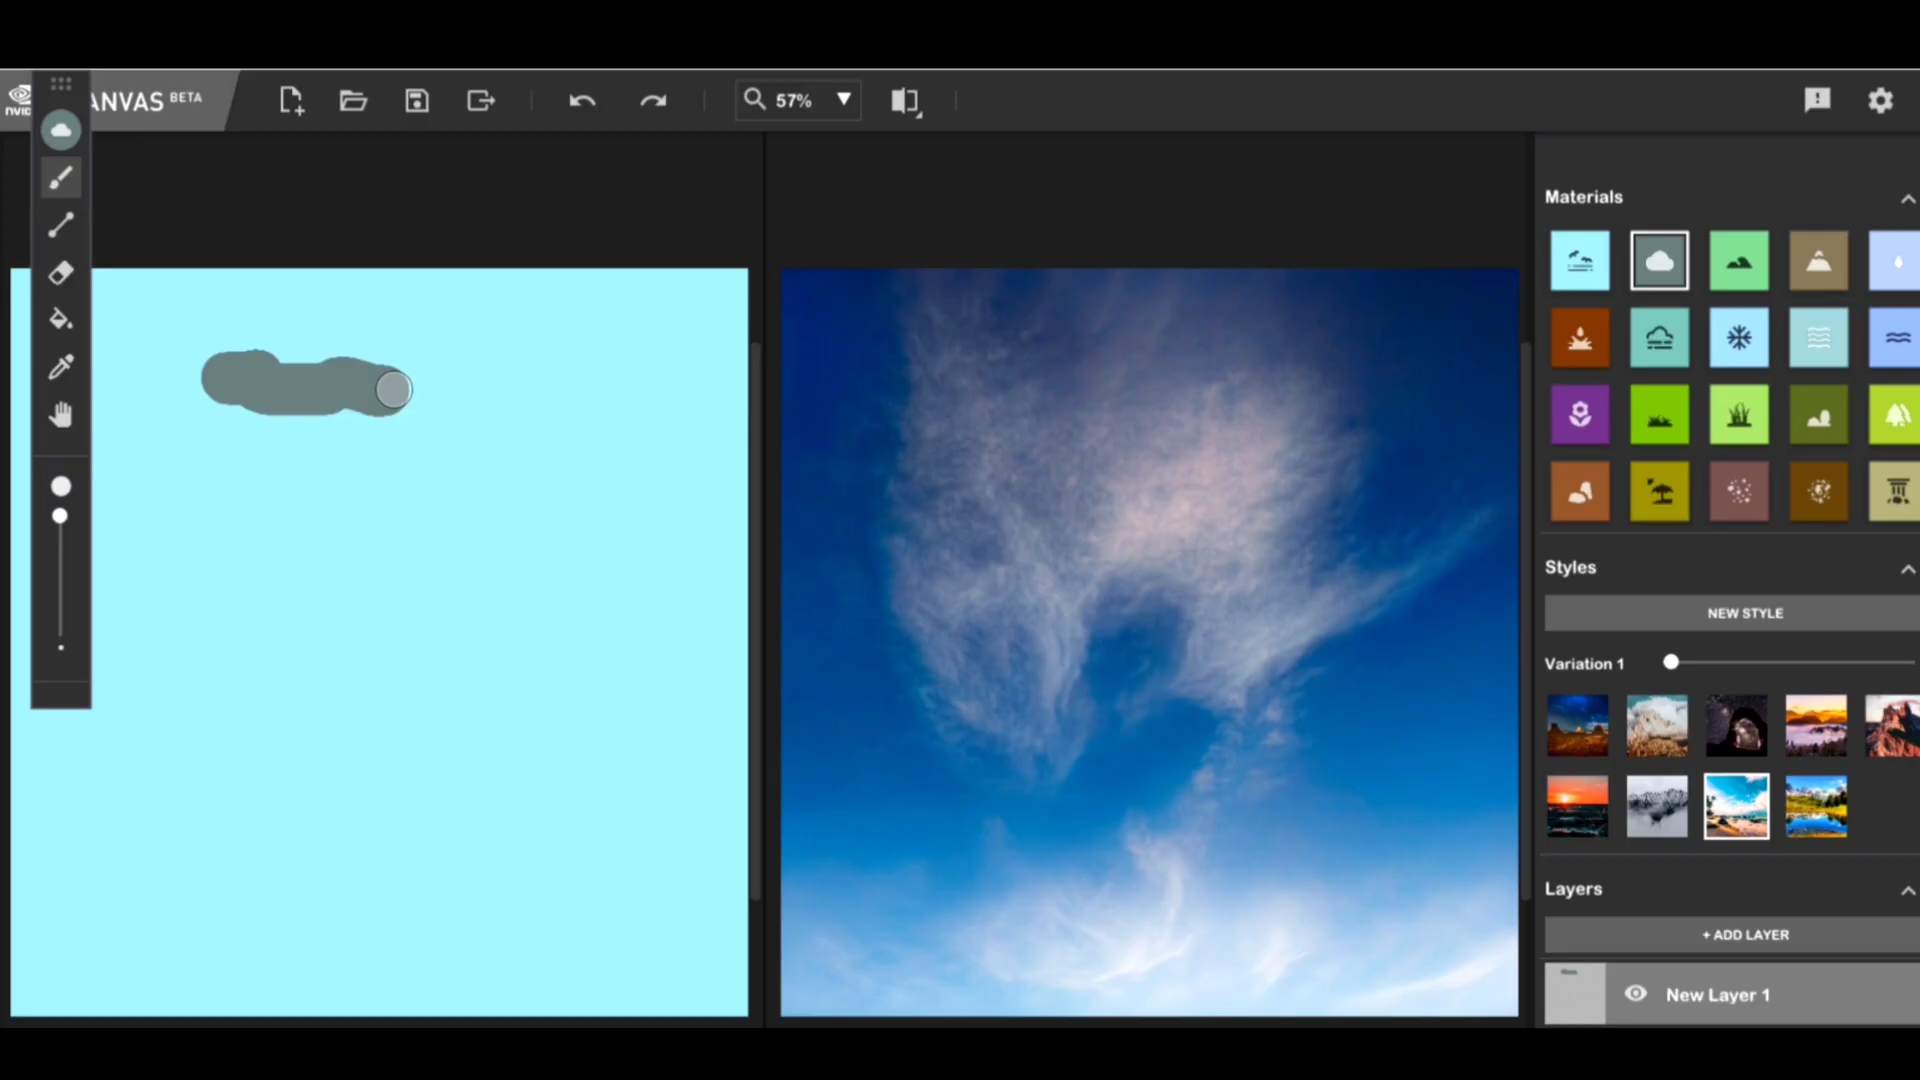 ANVAS BETA
57%
Materials
Styles
NEW STYLE
Variation 1
Layers
+ ADD LAYER
New Layer 1